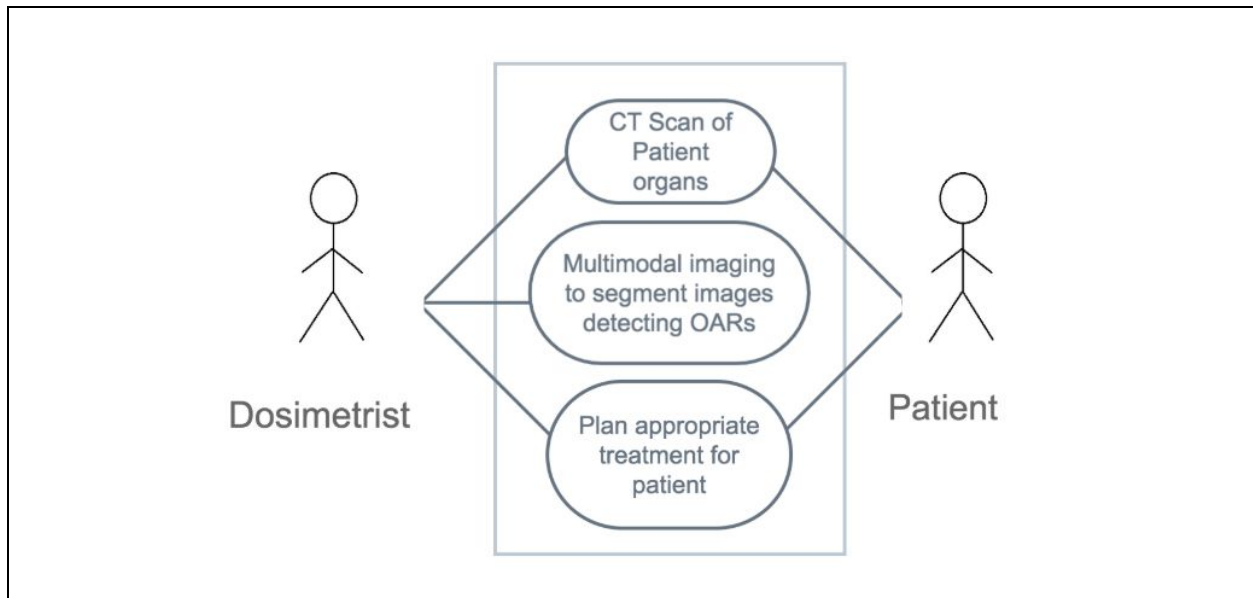 CT Scan of
Patient
organs
Multimodal imaging
to segment images
detecting OARs
Dosimetrist
Patient
Plan appropriate
treatment for
patient